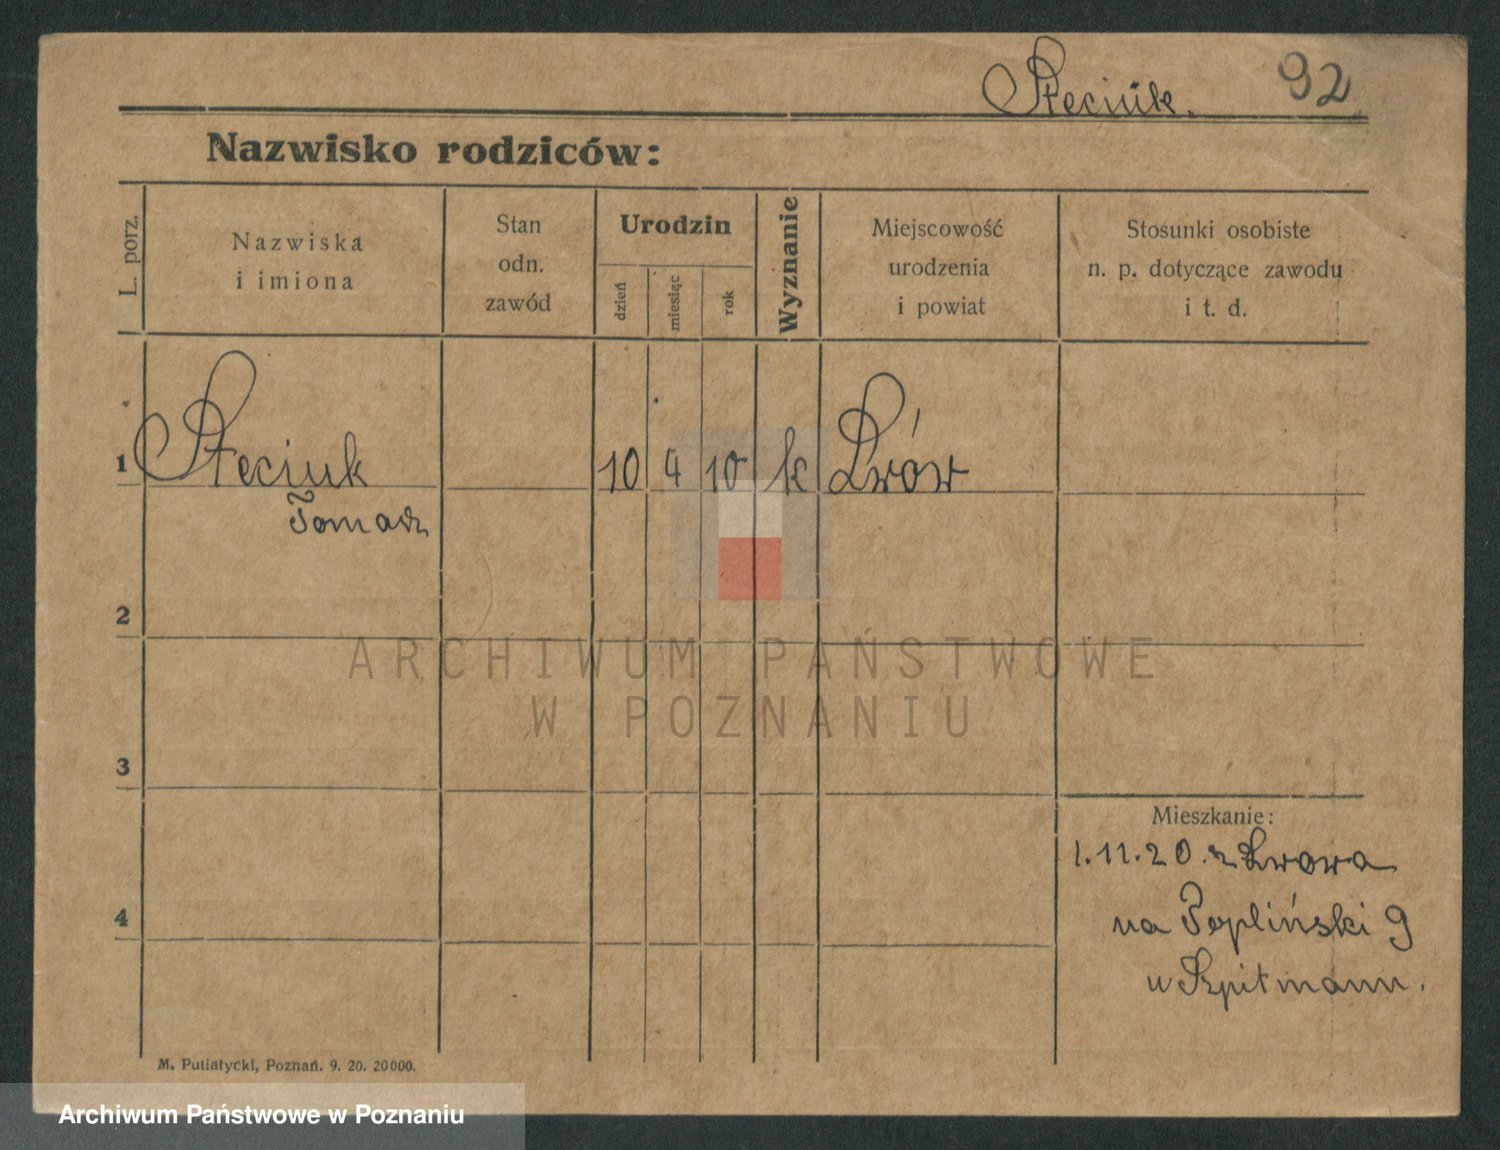 Steciuk.
92
Nazwisko rodziców:
L. porz.
Nazwiska
i imiona
Stan
odn.
zawód
Urodzin
dzień
miesiąc
rok
Wyznanie
Miejscowość
urodzenia
i powiat
Stosunki osobiste
n. p. dotyczące zawodu
i t. d.
1 Steciuk 10 4 10 k Lwów
Tomasz
2
ARCHIWUM PAŃSTWOWE
W POZNANIU
3
Mieszkanie:
1.11.20. z Lwowa
4
na Popliński 9
u Szpitmann.
M. Putiatycki, Poznań. 9. 20. 20000.
Archiwum Państwowe w Poznaniu